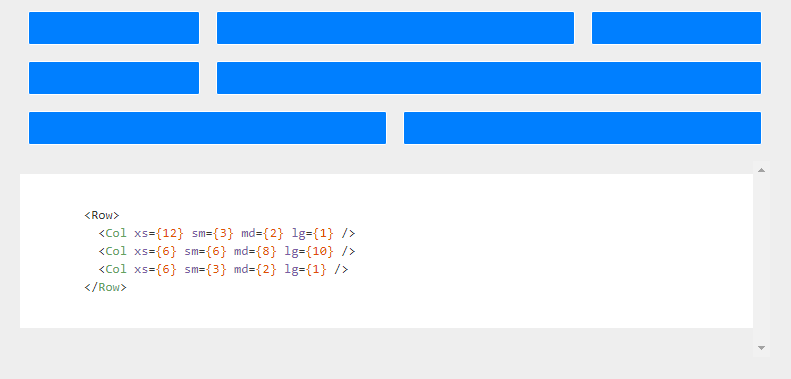 <Row>
<Col xs={12} sm={3} md={2} lg={1} />
<Col xs={6} sm={6} md={8} lg={10} />
<Col xs={6} sm={3} md={2} lg={1} />
</Row>